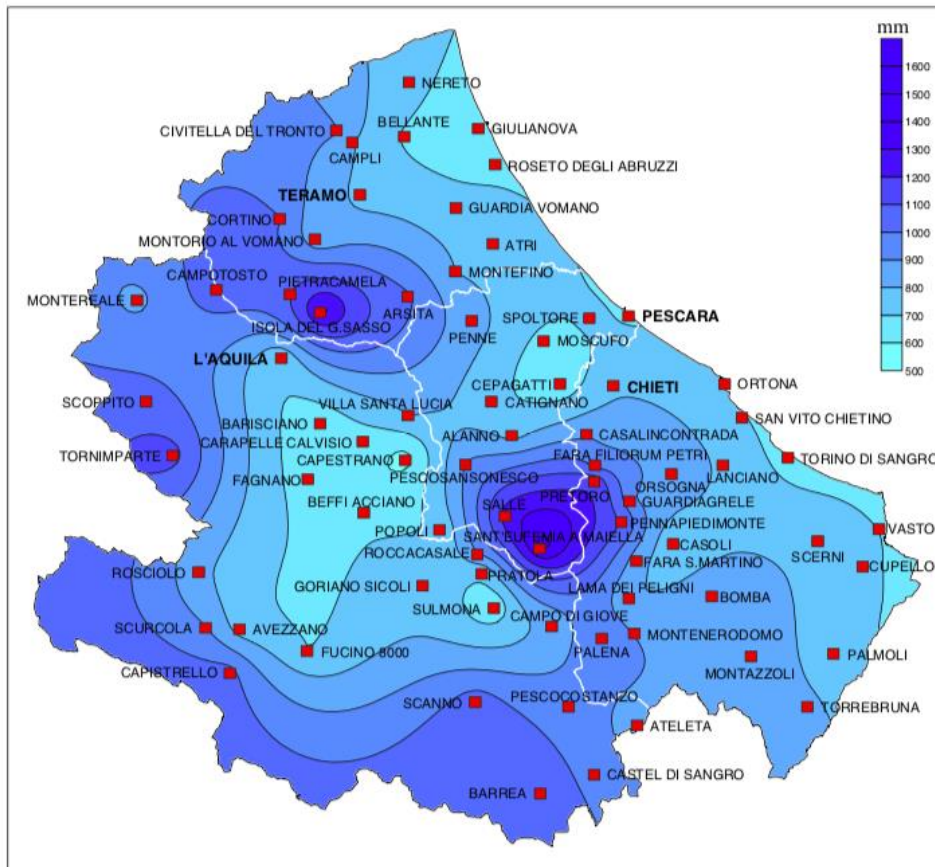 mm
1600
1500
1400
1300
1200
1100
1000
900
800
700
600
500
NERETO
BELLANTE
CIVITELLA DEL TRONTO
GIULIANOVA
CAMPLI
ROSETO DEGLI ABRUZZI
TERAMO
GUARDIA VOMANO
CORTINO
MONTORIO AL VOMANO
ATRI
MONTEFINO
CAMPOTOSTO
PIETRACAMELA
MONTEREALE
ARSITA
ISOLA DEL G.SASSO
SPOLTORE
PESCARA
PENNE
MOSCUFO
L'AQUILA
CEPAGATTI
CHIETI
ORTONA
SCOPPITO
VILLA SANTA LUCIA
CATIGNANO
SAN VITO CHIETINO
BARISCIANO
CARAPELLE CALVISIO
ALANNO
CASALINCONTRADA
TORNIMPARTE
CAPESTRANO
FARA FILIORUM PETRI
TORINO DI SANGRO
PESCOSANSONESCO
LANCIANO
FAGNANO
ORSOGNA
PRETORO
BEFFI ACCIANO
SALLE
GUARDIAGRELE
PENNAPIEDIMONTE
VASTO
POPOLI
SANT'EUFEMIA A MAIELLA
CASOLI
SCERNI
ROCCACASALE
FARA S.MARTINO
CUPELLO
ROSCIOLO
PRATOLA
GORIANO SICOLI
LAMA DEI PELIGNI
BOMBA
SULMONA
CAMPO DI GIOVE
SCURCOLA
AVEZZANO
MONTENERODOMO
FUCINO 8000
PALENA
PALMOLI
MONTAZZOLI
CAPISTRELLO
PESCOCOSTANZO
SCANNO
TORREBRUNA
ATELETA
CASTEL DI SANGRO
BARREA